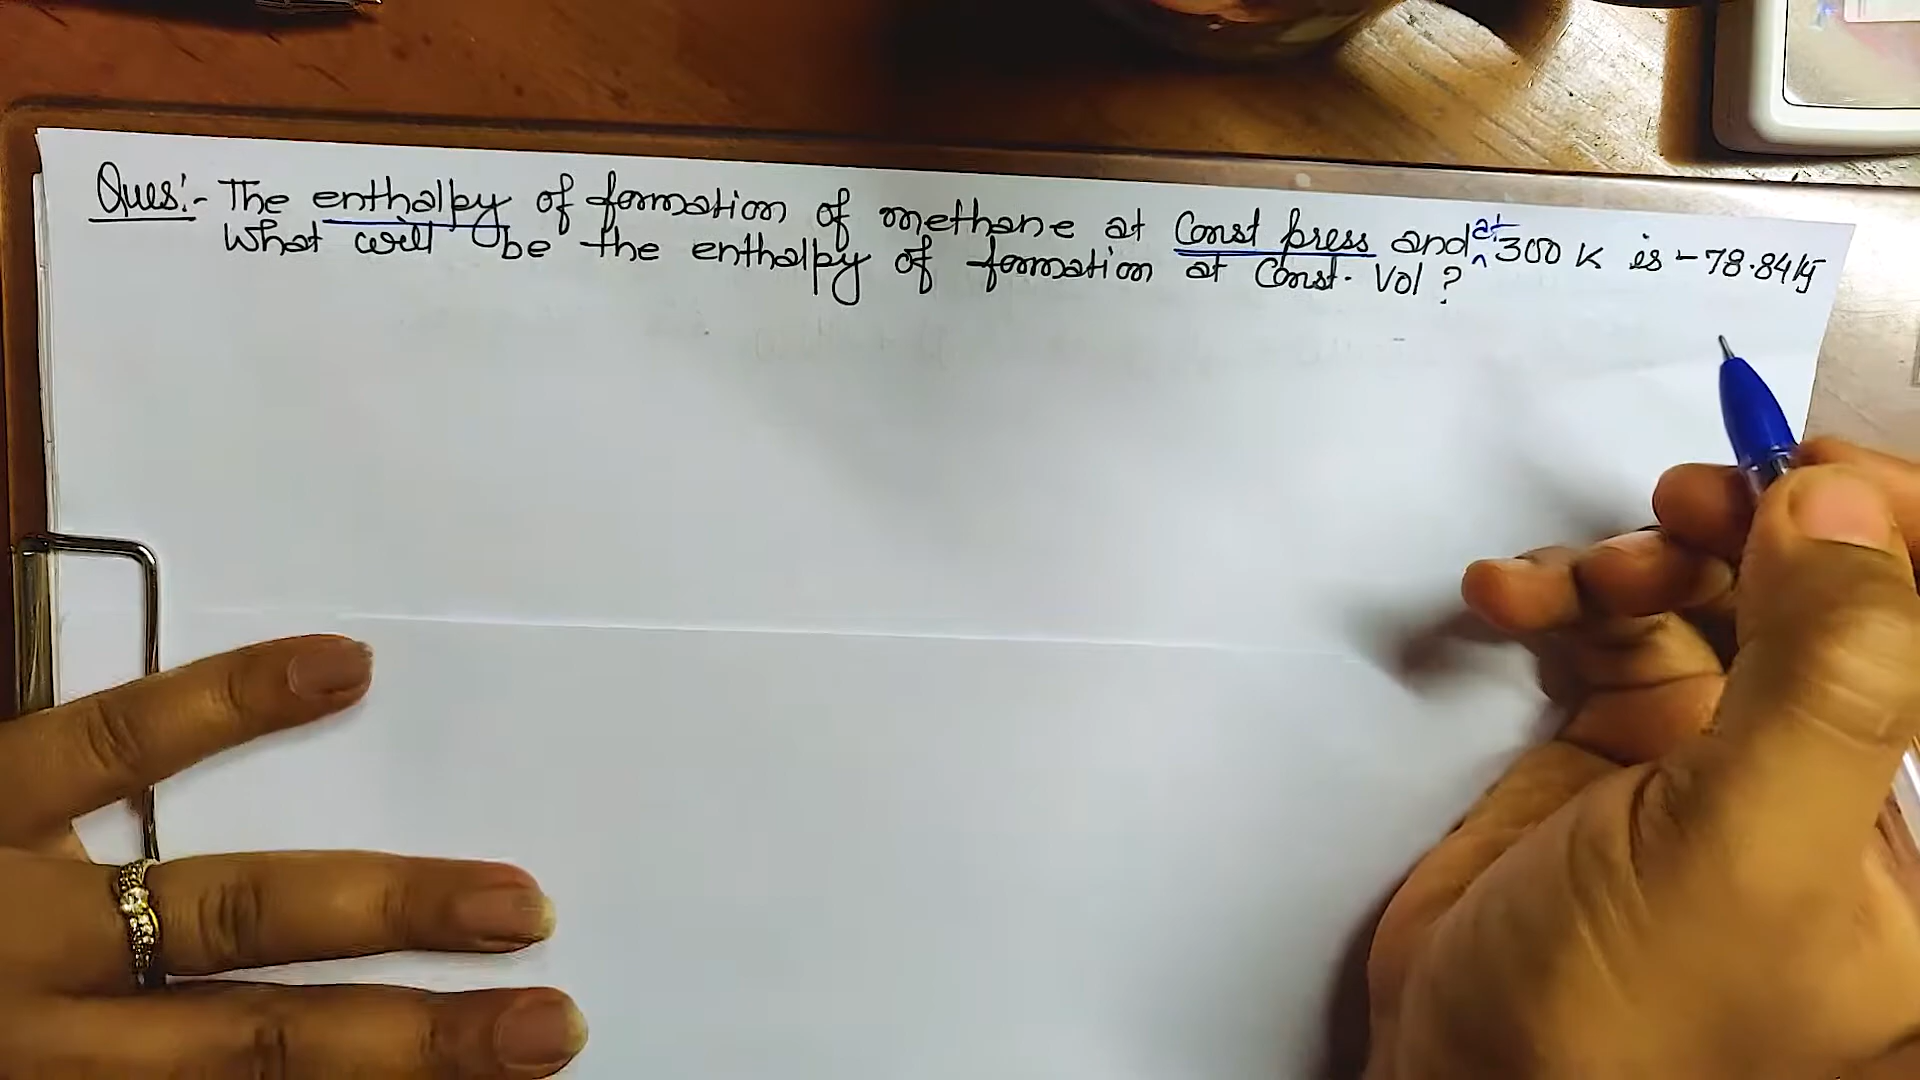 Ques:- The enthalpy of formation of methane at Const press and at 300 K is -78.84 kJ
What will be the enthalpy of formation at Const. Vol ?